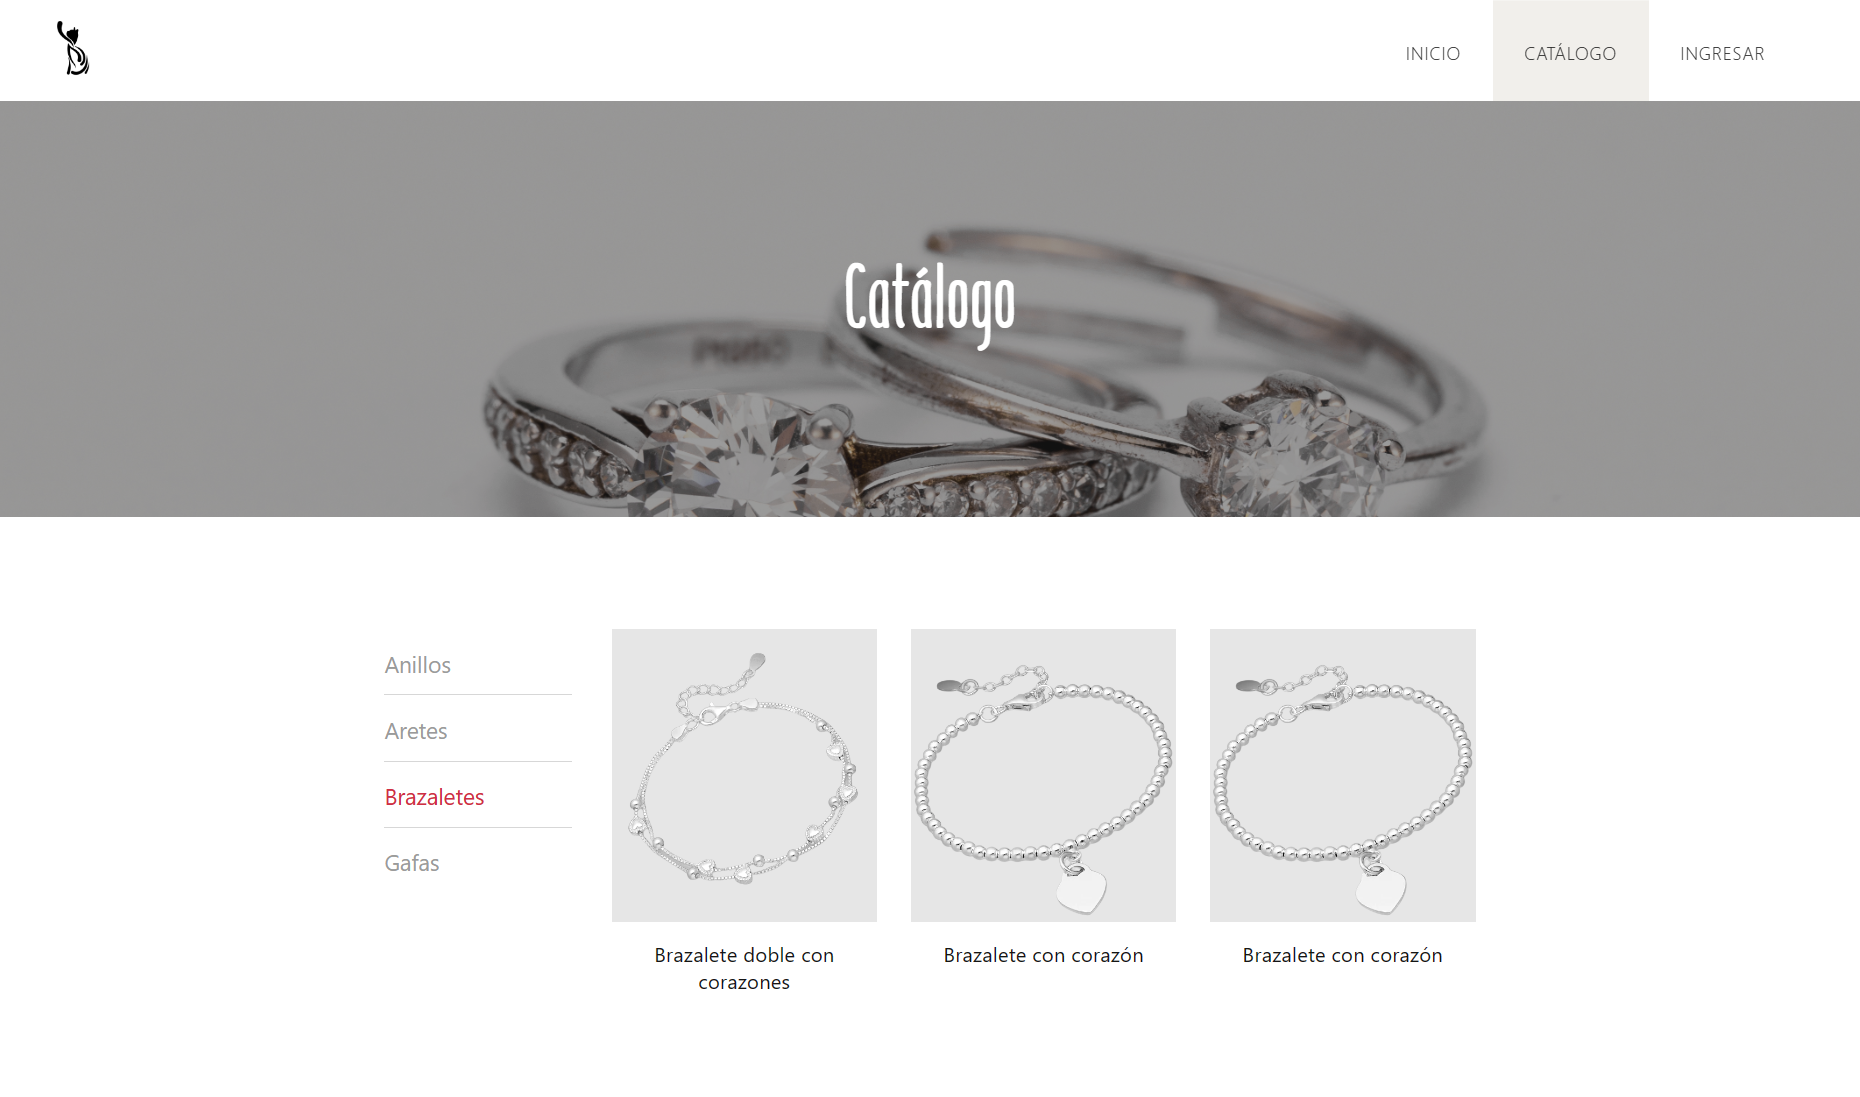 INICIO
CATÁLOGO
INGRESAR
Catálogo
Anillos
Aretes
Brazaletes
Gafas
Brazalete doble con
corazones
Brazalete con corazón
Brazalete con corazón